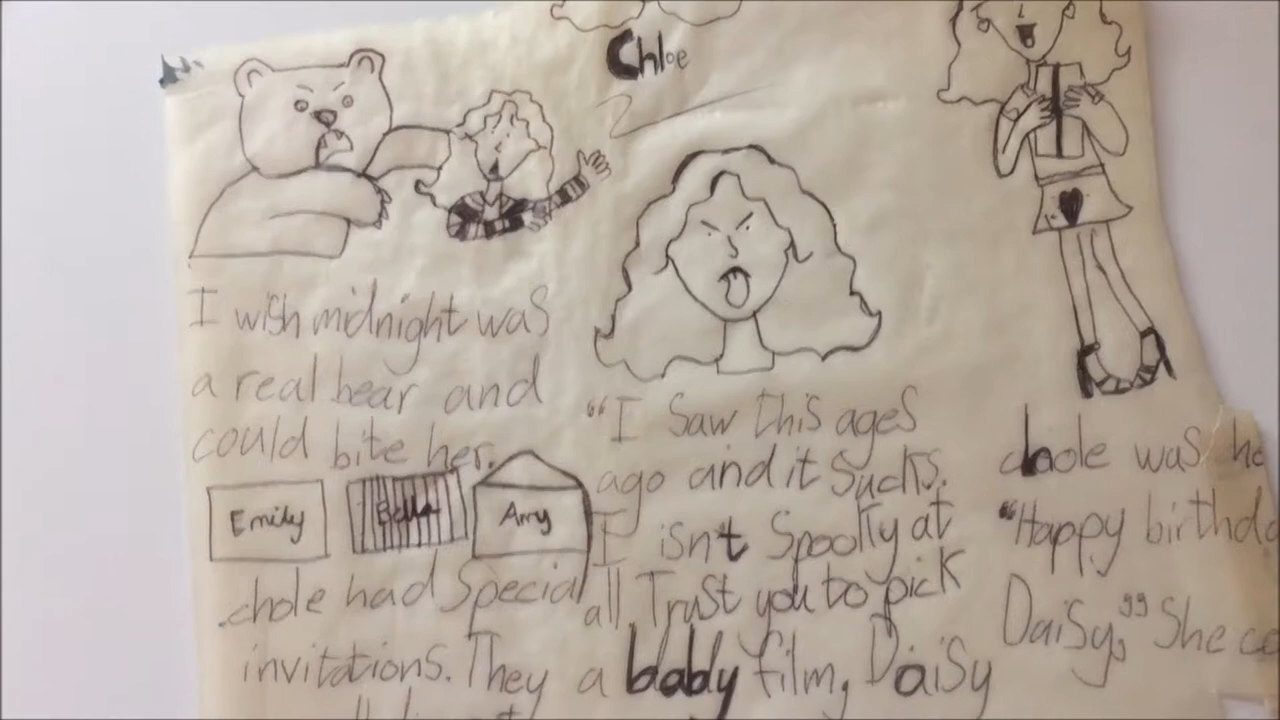 Chloe
I wish midnight was
a real bear and
could bite her.
Emily
Bella
Amy
chole had Special
invitations. They
"I Saw this ages
ago and it Sucks.
I isn't Spooky at
all. Trust you to pick
a baby film, Daisy
chole was
"Happy
Daisy," She